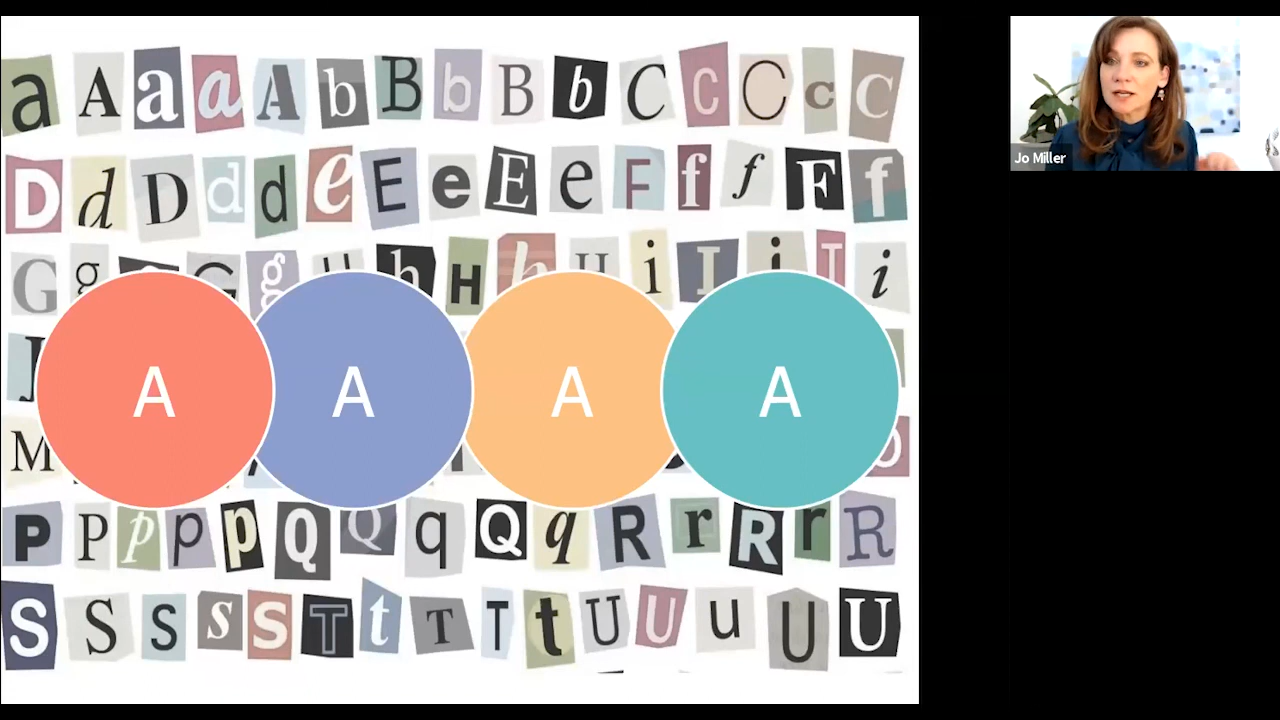 a A a a A b B b B b C C C c C
D d D d d e E e E e F f f F f
G g G g h H h H i I i I i
J
A A A A
M
P P p p p Q Q q Q q R r R r R
S S S s S T t T T t U U u U U
Jo Miller